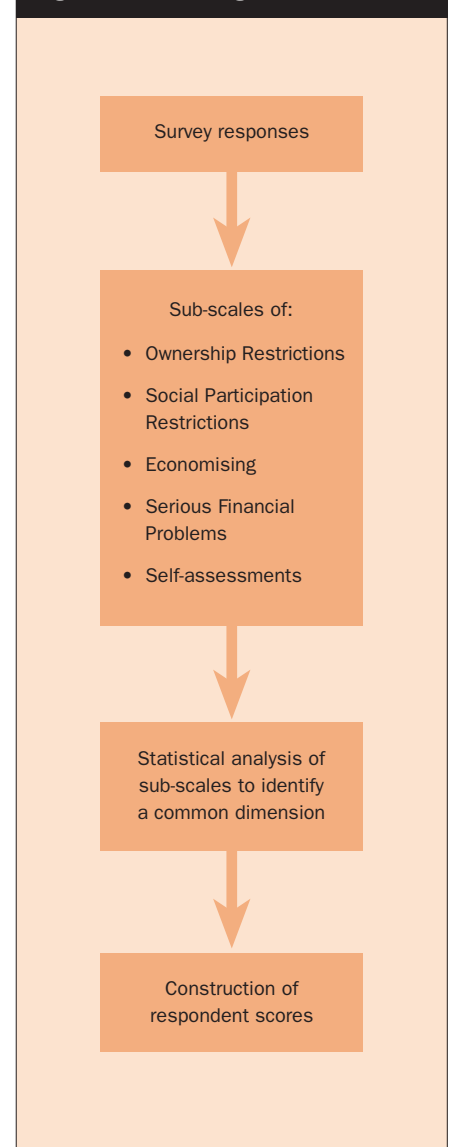 Survey responses
Sub-scales of:
• Ownership Restrictions
• Social Participation
Restrictions
• Economising
• Serious Financial
Problems
• Self-assessments
Statistical analysis of
sub-scales to identify
a common dimension
Construction of
respondent scores